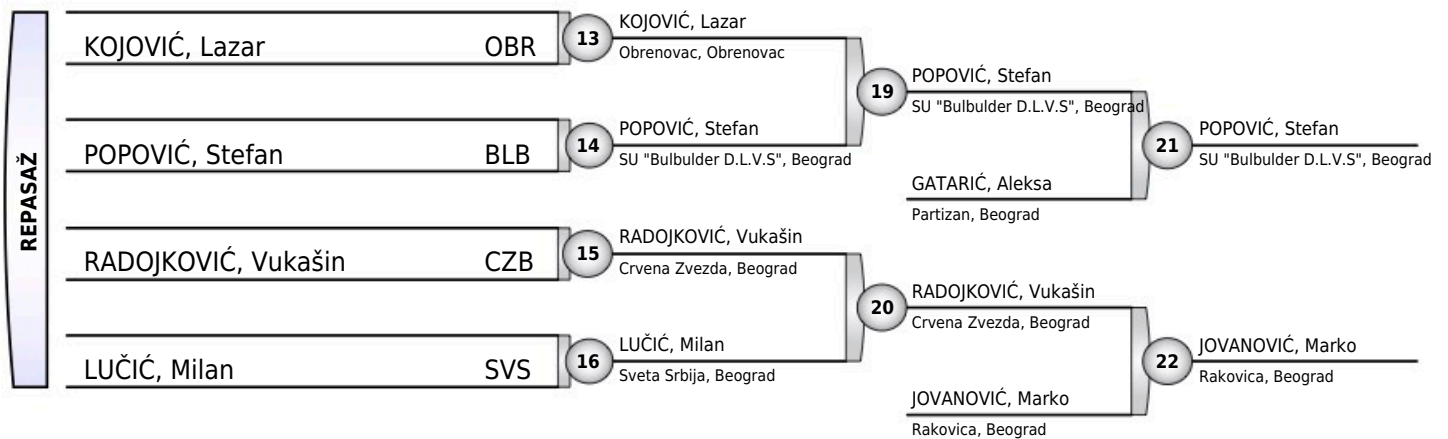 REPASAŽ
KOJOVIĆ, Lazar OBR
POPOVIĆ, Stefan BLB
RADOJKOVIĆ, Vukašin CZB
LUČIĆ, Milan SVS
13
KOJOVIĆ, Lazar
Obrenovac, Obrenovac
14
POPOVIĆ, Stefan
SU "Bulbulder D.L.V.S", Beograd
15
RADOJKOVIĆ, Vukašin
Crvena Zvezda, Beograd
16
LUČIĆ, Milan
Sveta Srbija, Beograd
19
POPOVIĆ, Stefan
SU "Bulbulder D.L.V.S", Beograd
GATARIĆ, Aleksa
Partizan, Beograd
20
RADOJKOVIĆ, Vukašin
Crvena Zvezda, Beograd
JOVANOVIĆ, Marko
Rakovica, Beograd
21
POPOVIĆ, Stefan
SU "Bulbulder D.L.V.S", Beograd
22
JOVANOVIĆ, Marko
Rakovica, Beograd